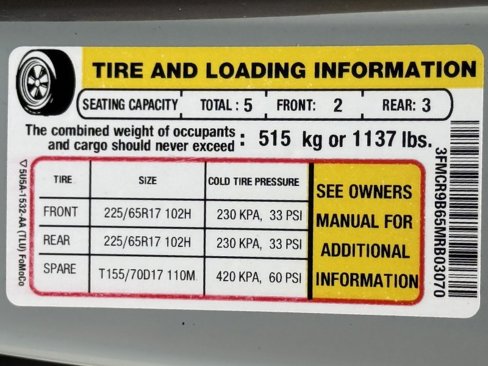 TIRE AND LOADING INFORMATION
SEATING CAPACITY TOTAL : 5 FRONT: 2 REAR: 3
The combined weight of occupants
and cargo should never exceed : 515 kg or 1137 lbs.
TIRE SIZE COLD TIRE PRESSURE
FRONT 225/65R17 102H 230 KPA, 33 PSI
REAR 225/65R17 102H 230 KPA, 33 PSI
SPARE T155/70D17 110M 420 KPA, 60 PSI
SEE OWNERS
MANUAL FOR
ADDITIONAL
INFORMATION
5U5A-1532-AA (TLU) FoMoCo
3FMCR9B65MRB03070